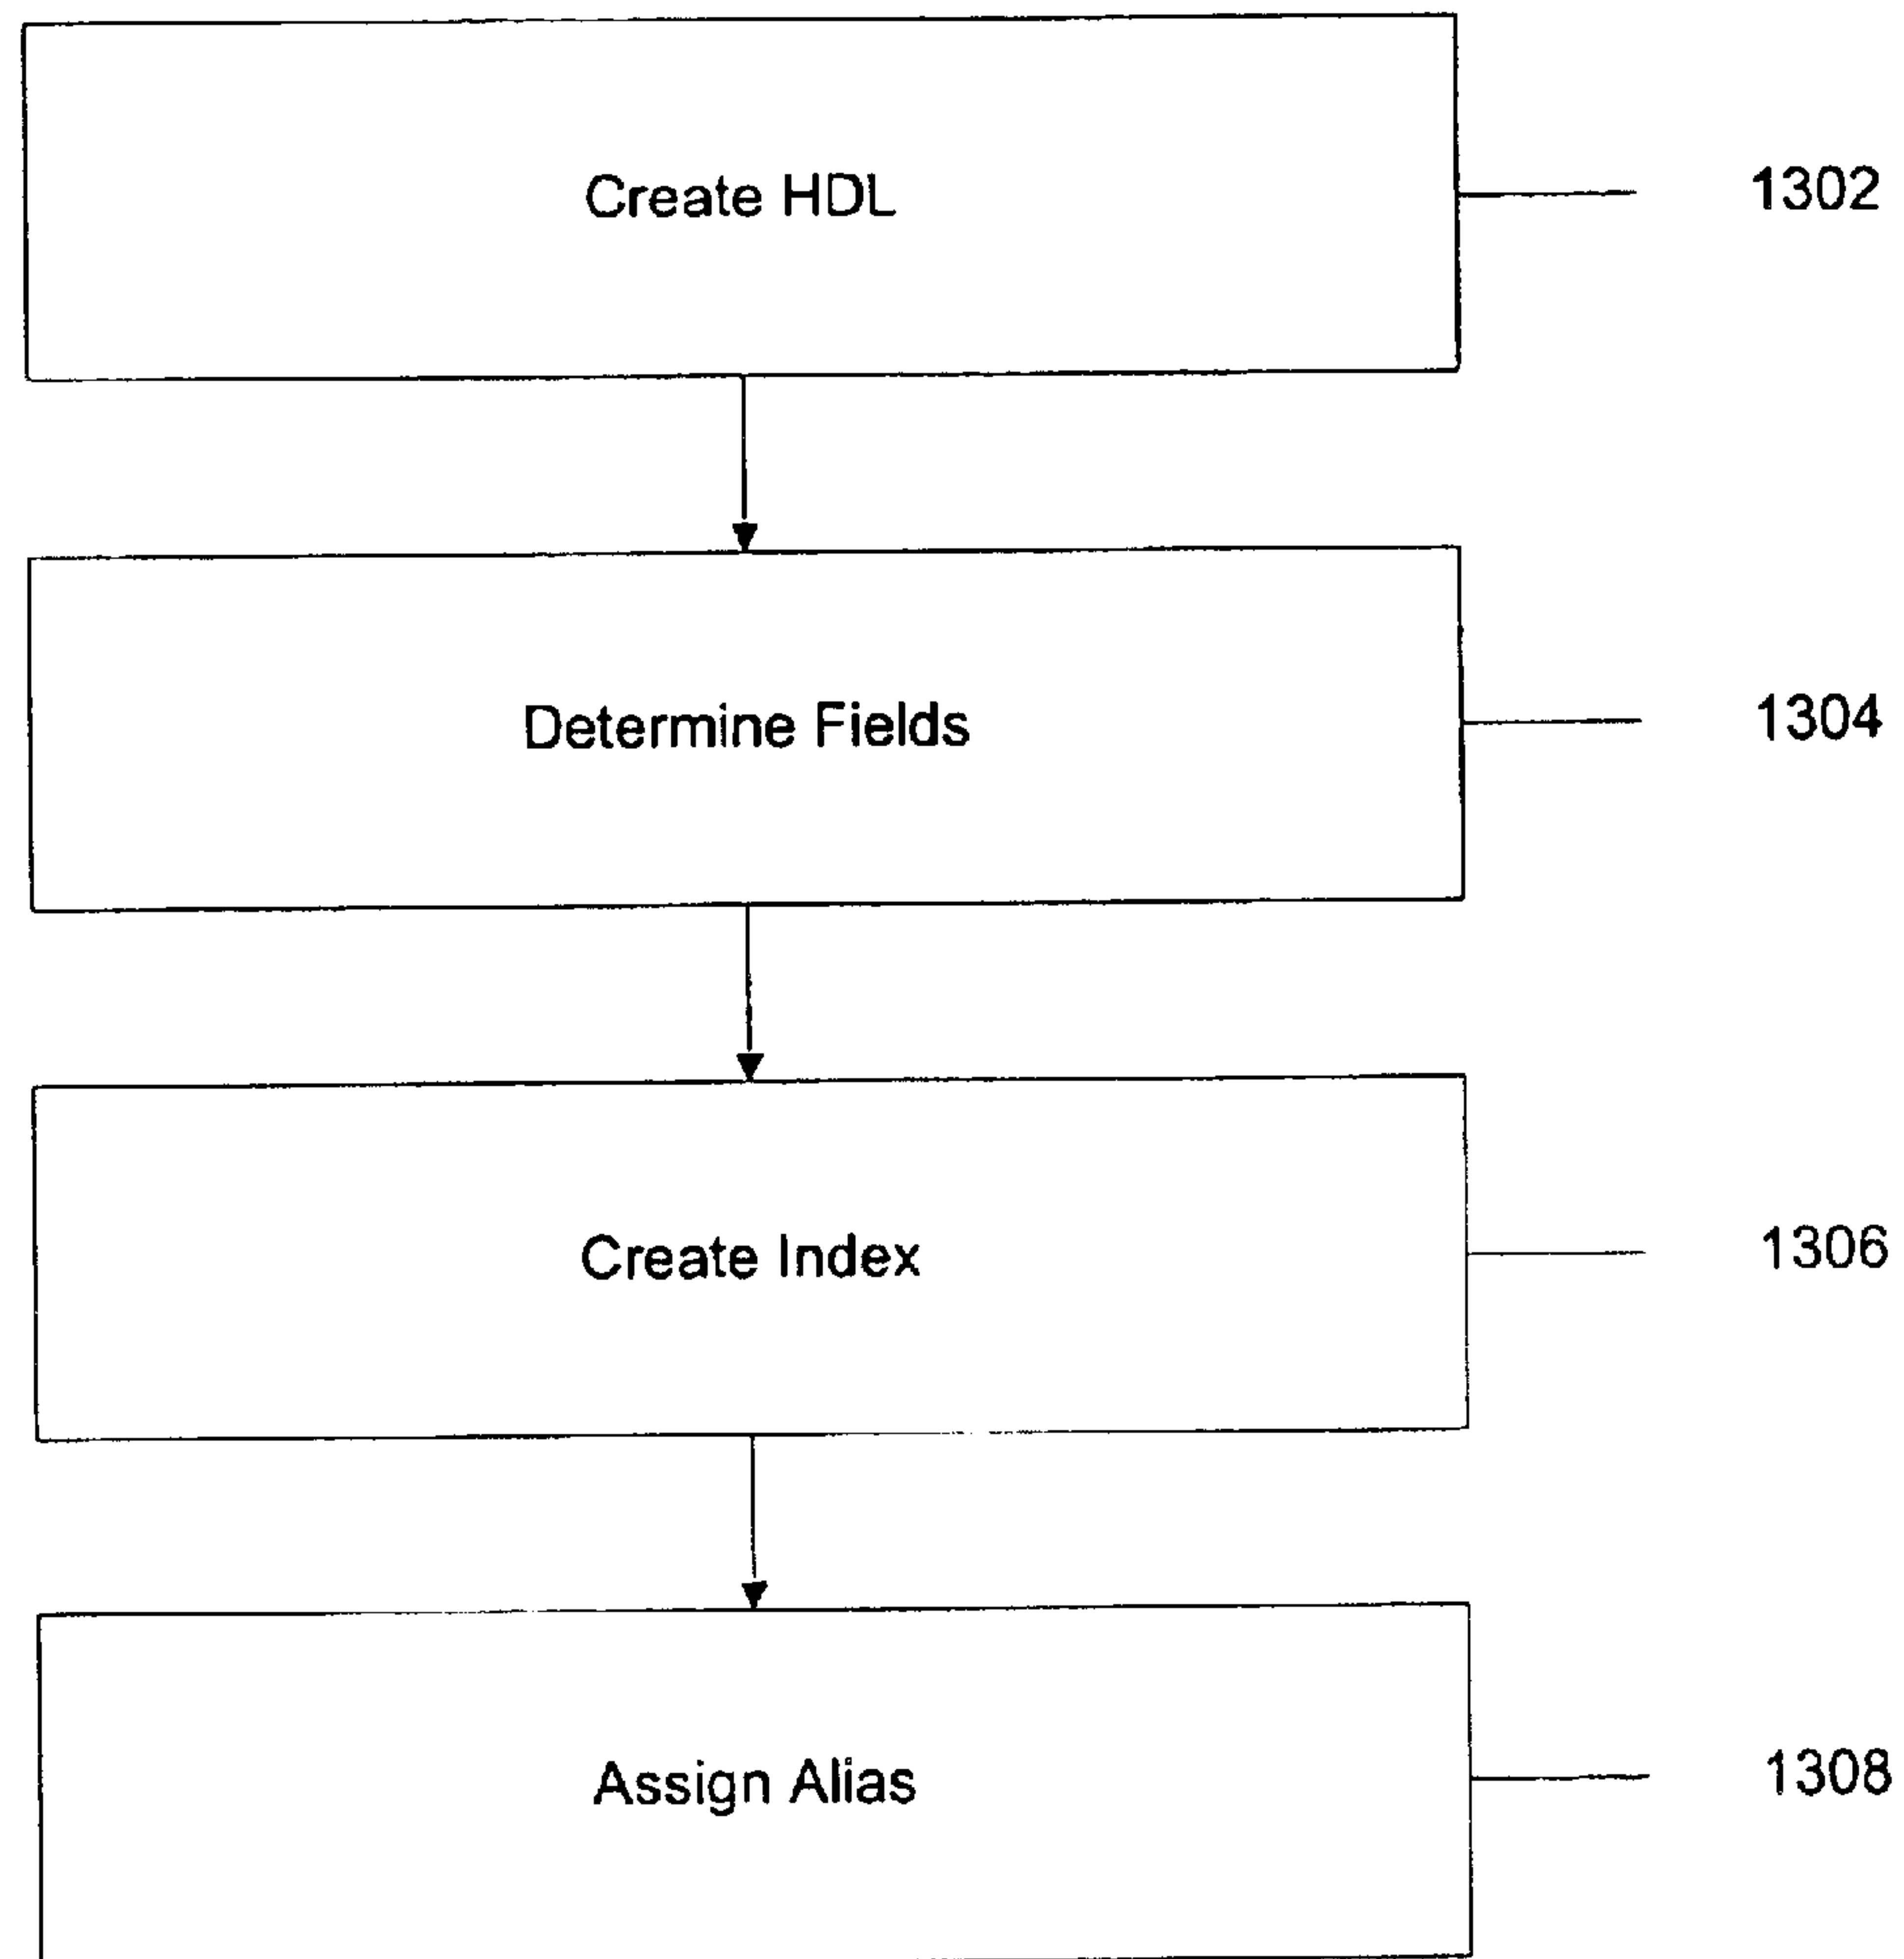 Create HDL
1302
Determine Fields
1304
Create Index
1306
Assign Alias
1308